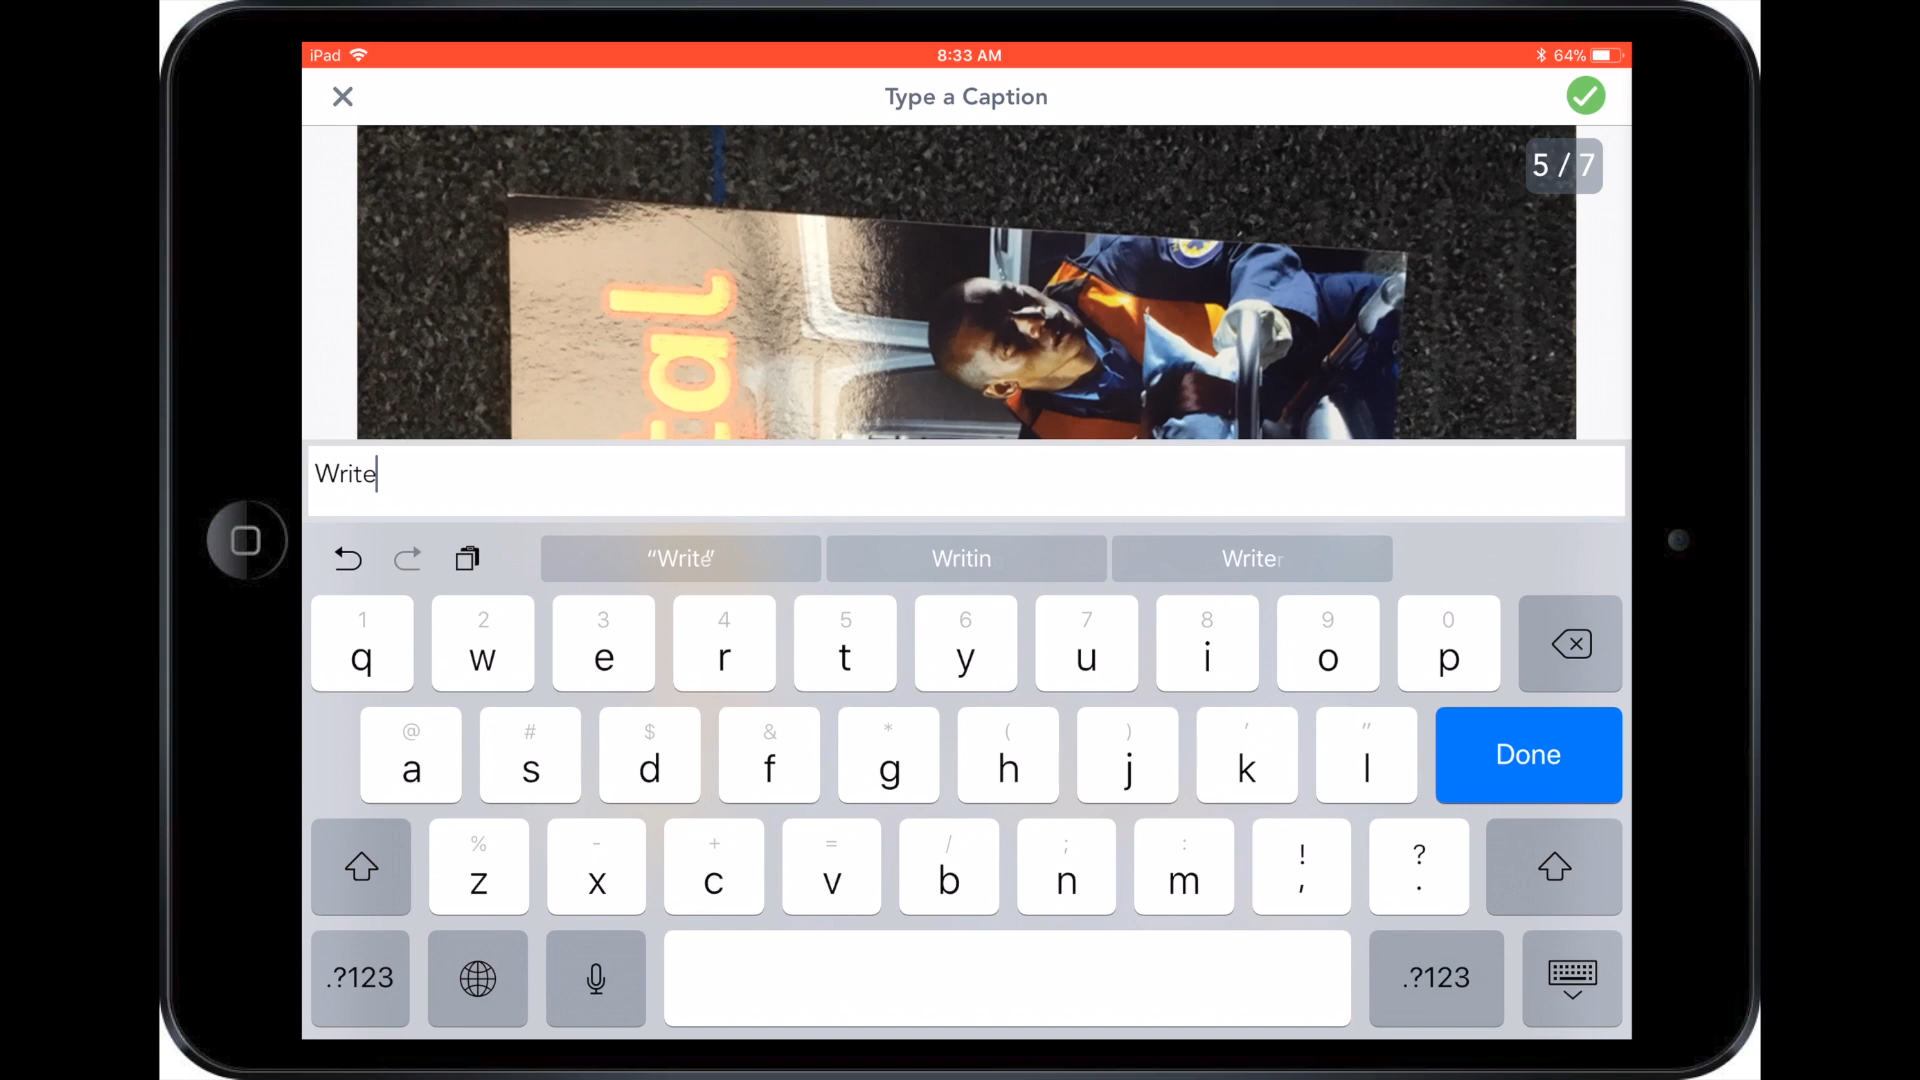 iPad 8:33 AM 64%
Type a Caption
5 / 7
tal
Write
“Write” Writin Writer
1 2 3 4 5 6 7 8 9 0
q w e r t y u i o p
@ # $ & * ( ) ' "
a s d f g h j k l Done
% - + = / ; : ! ?
z x c v b n m , .
.?123 .?123